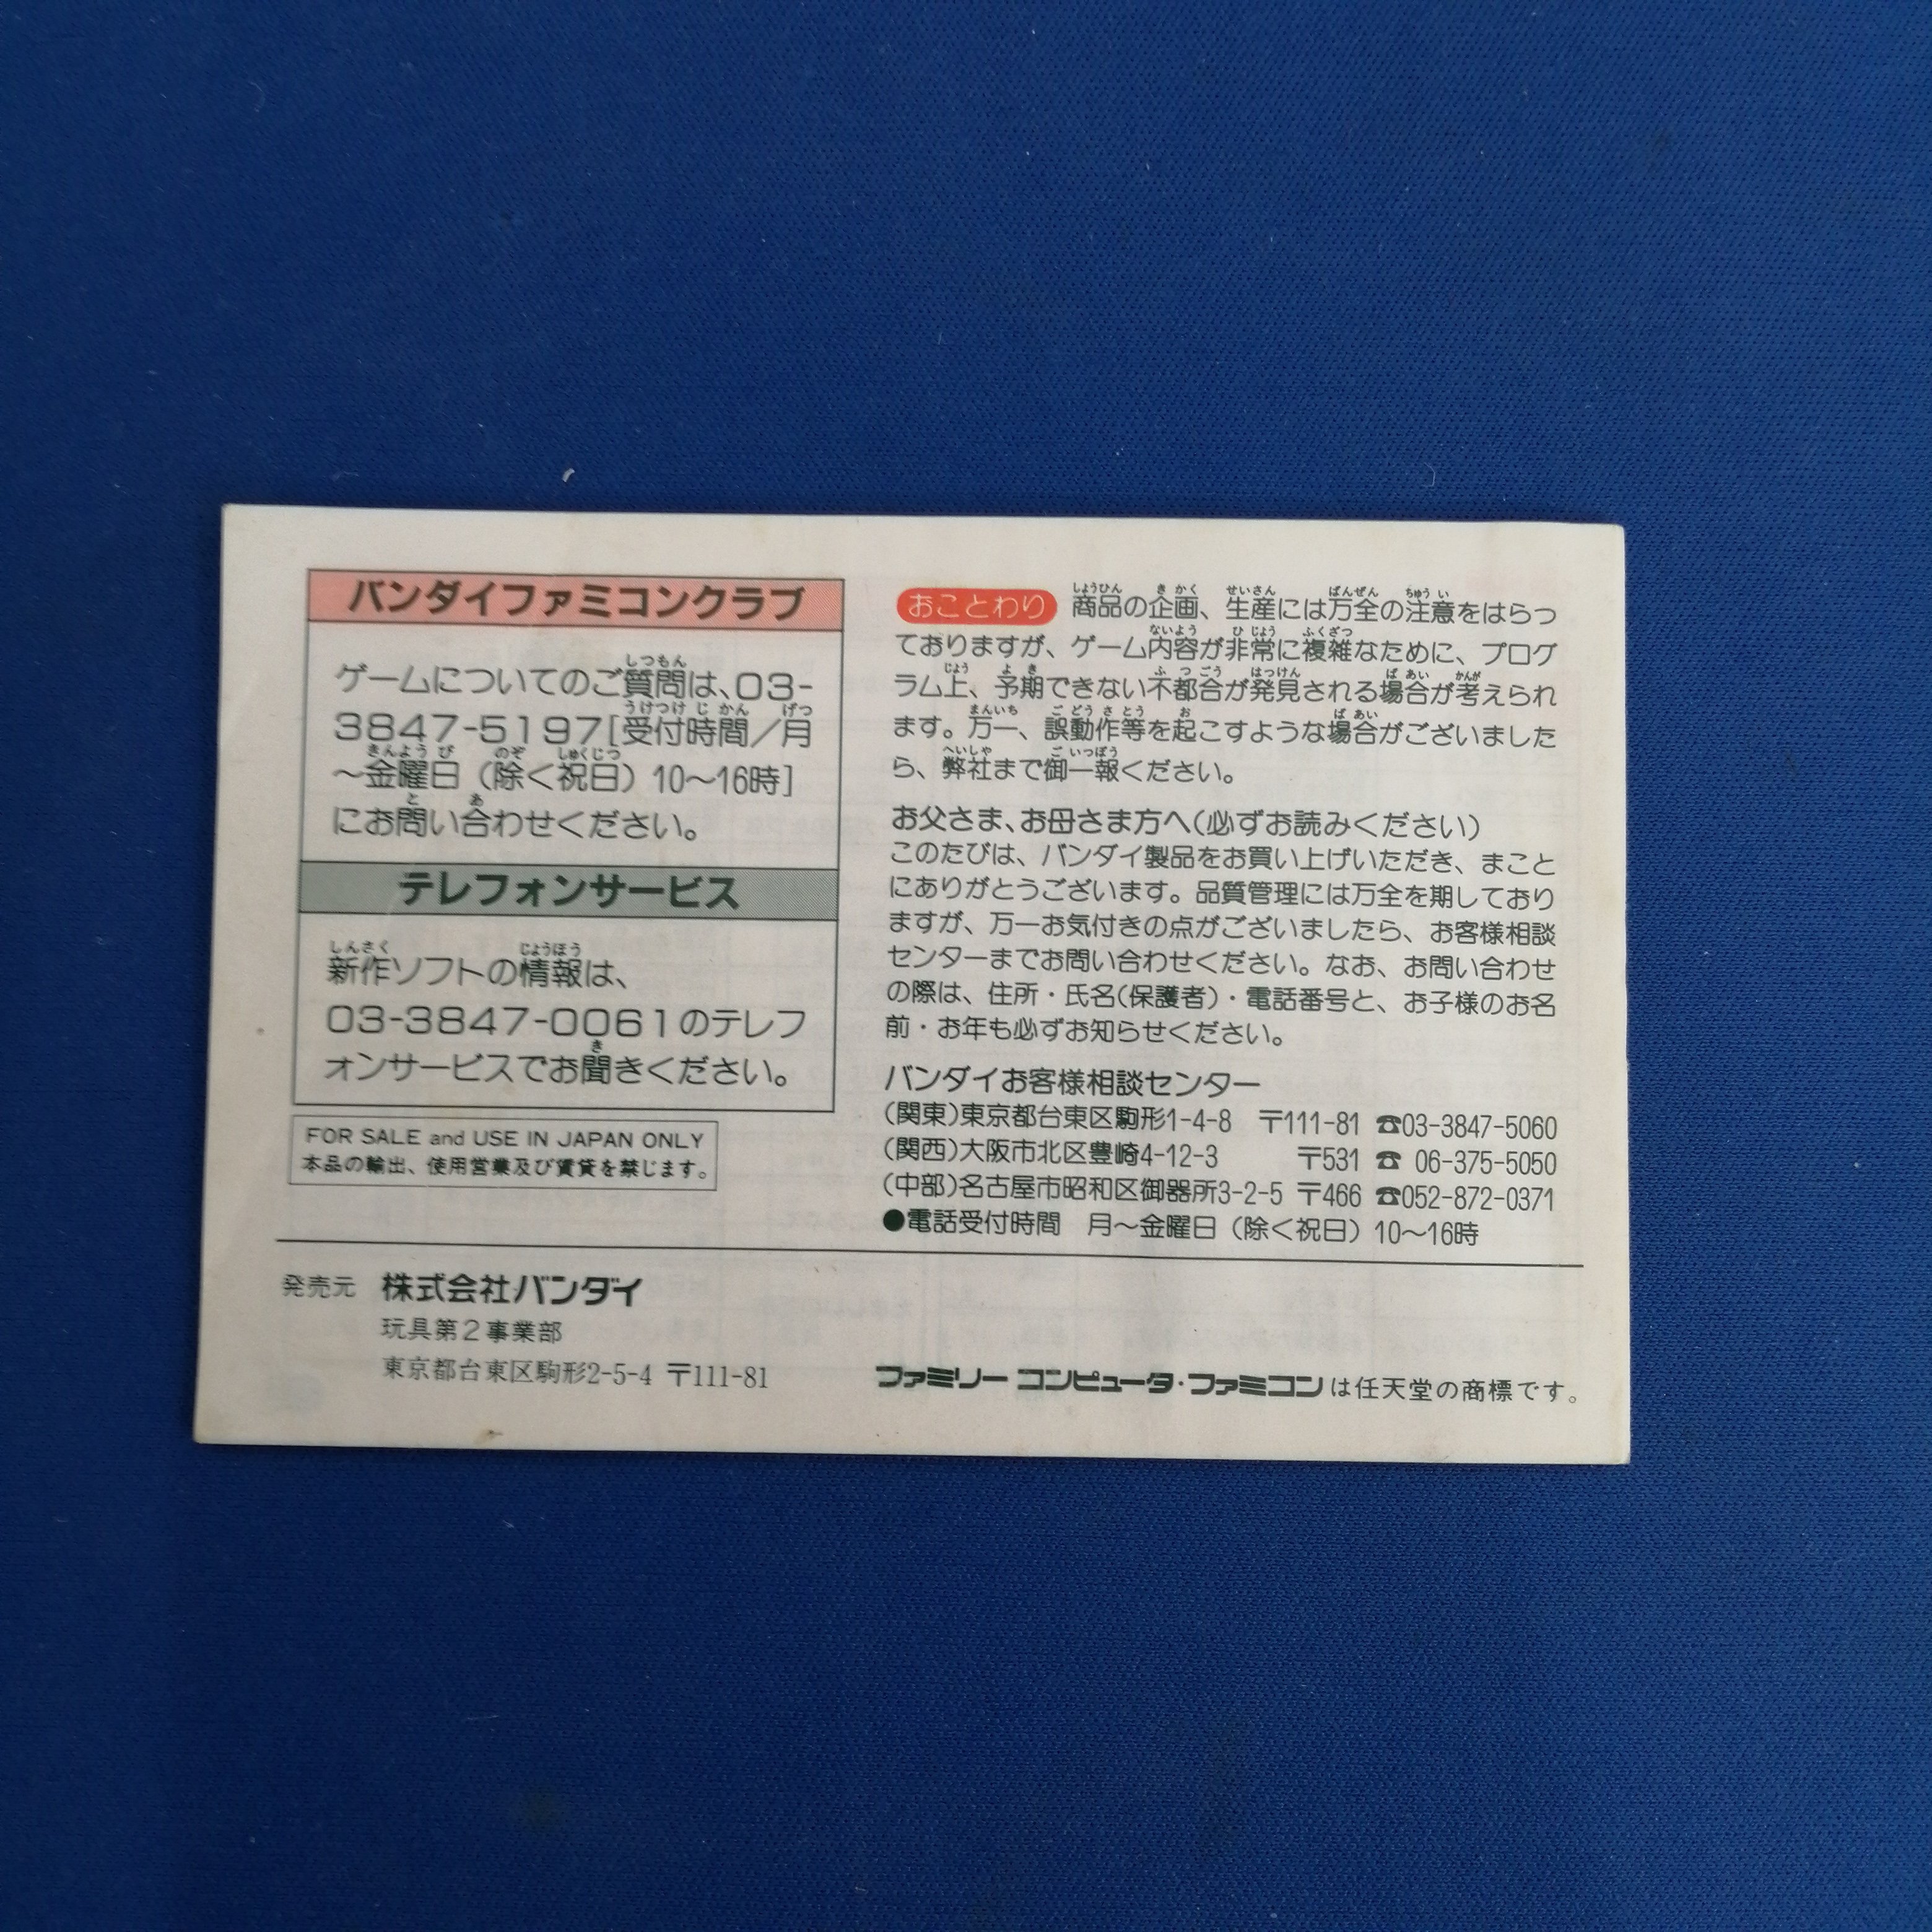 バンダイファミコンクラブ
ゲームについてのご質問は、03-
3847-5197[受付時間／月
～金曜日（除く祝日）10～16時]
にお問い合わせください。
テレフォンサービス
新作ソフトの情報は、
03-3847-0061のテレフ
ォンサービスでお聞きください。
FOR SALE and USE IN JAPAN ONLY
本品の輸出、使用営業及び賃貸を禁じます。
おことわり 商品の企画、生産には万全の注意をはらっ
ておりますが、ゲーム内容が非常に複雑なために、プログ
ラム上、予期できない不都合が発見される場合が考えられ
ます。万一、誤動作等を起こすような場合がございました
ら、弊社まで御一報ください。
お父さま、お母さま方へ(必ずお読みください)
このたびは、バンダイ製品をお買い上げいただき、まこと
にありがとうございます。品質管理には万全を期しており
ますが、万一お気付きの点がございましたら、お客様相談
センターまでお問い合わせください。なお、お問い合わせ
の際は、住所・氏名(保護者)・電話番号と、お子様のお名
前・お年も必ずお知らせください。
バンダイお客様相談センター
(関東)東京都台東区駒形1-4-8 〒111-81 ☎03-3847-5060
(関西)大阪市北区豊崎4-12-3 〒531 ☎ 06-375-5050
(中部)名古屋市昭和区御器所3-2-5 〒466 ☎052-872-0371
●電話受付時間 月～金曜日（除く祝日）10～16時
発売元 株式会社バンダイ
玩具第2事業部
東京都台東区駒形2-5-4 〒111-81
ファミリーコンピュータ・ファミコンは任天堂の商標です。